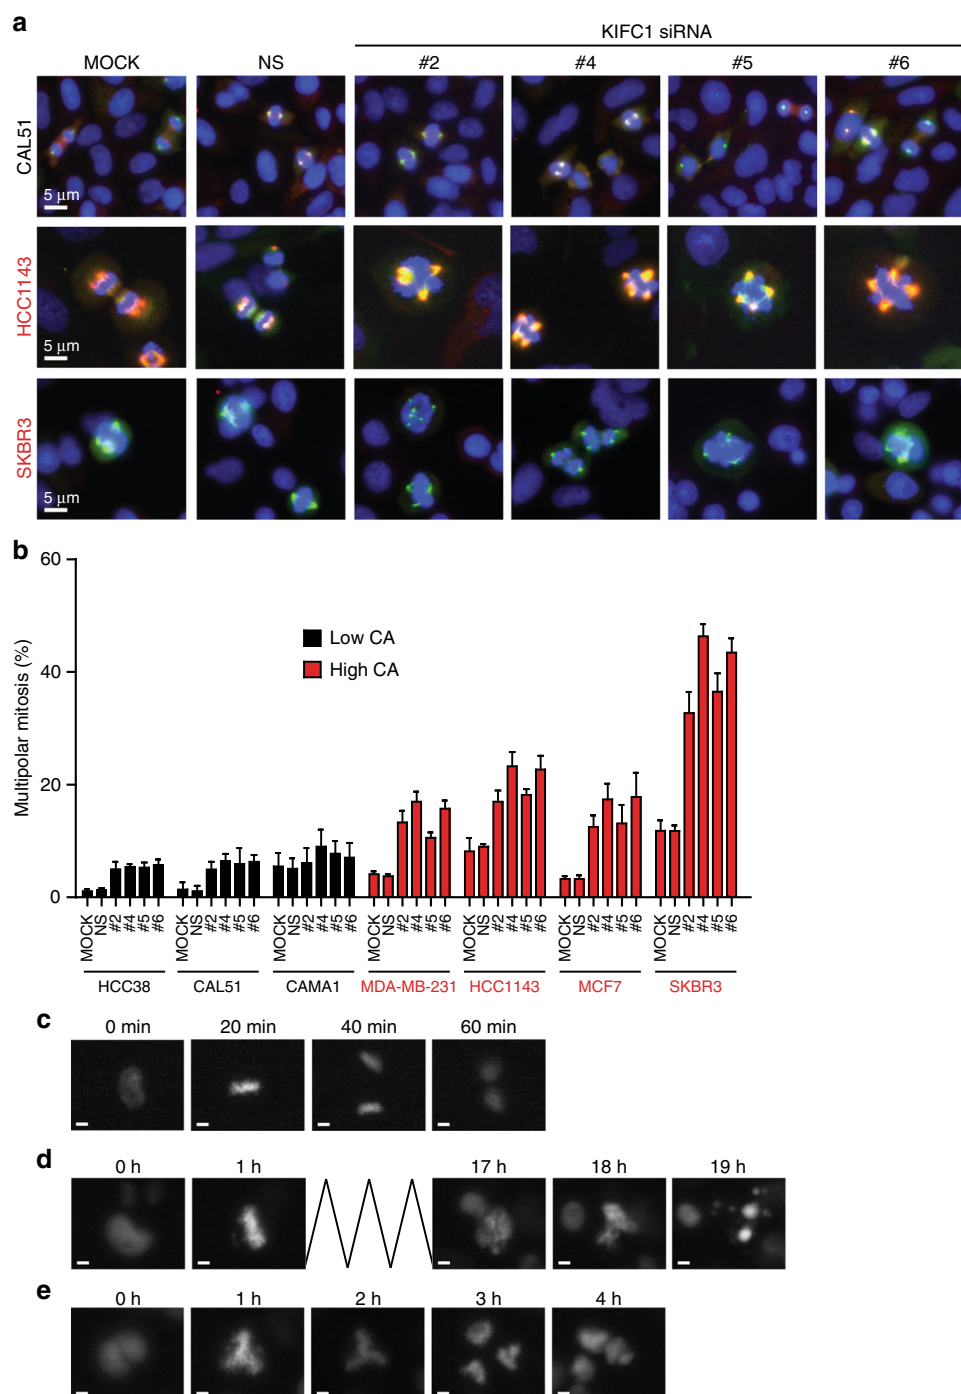 a
KIFC1 siRNA
MOCK NS #2 #4 #5 #6
CAL51
5 μm
HCC1143
5 μm
SKBR3
5 μm
b
60
40
20
0
Multipolar mitosis (%)
Low CA
High CA
MOCK NS #2 #4 #5 #6 MOCK NS #2 #4 #5 #6 MOCK NS #2 #4 #5 #6 MOCK NS #2 #4 #5 #6 MOCK NS #2 #4 #5 #6 MOCK NS #2 #4 #5 #6 MOCK NS #2 #4 #5 #6
HCC38 CAL51 CAMA1 MDA-MB-231 HCC1143 MCF7 SKBR3
c
0 min 20 min 40 min 60 min
d
0 h 1 h 17 h 18 h 19 h
e
0 h 1 h 2 h 3 h 4 h